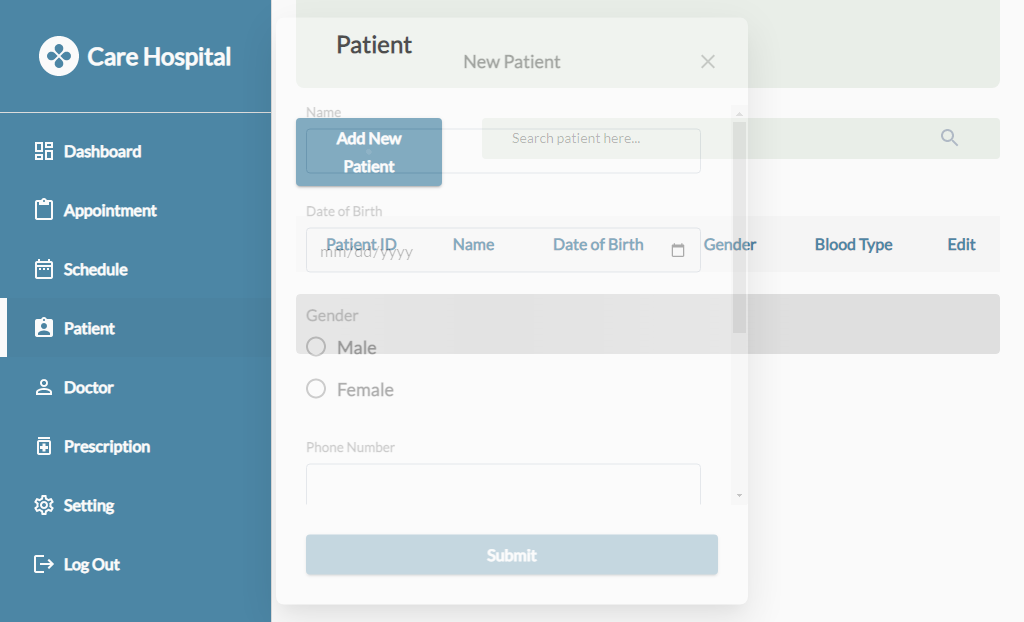 Care Hospital
Dashboard
Appointment
Schedule
Patient
Doctor
Prescription
Setting
Log Out
Patient
New Patient
Name
Add New
Patient
Search patient here...
Date of Birth
mm/dd/yyyy
Patient ID Name Date of Birth Gender Blood Type Edit
Gender
Male
Female
Phone Number
Submit